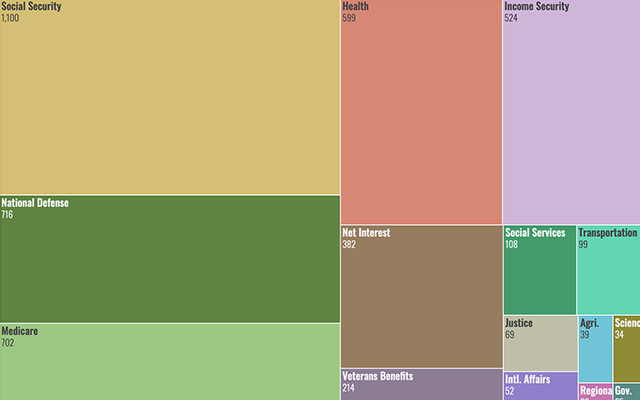 Social Security
1,100
National Defense
716
Medicare
702
Health
599
Net Interest
382
Veterans Benefits
214
Income Security
524
Social Services
108
Transportation
99
Justice
69
Intl. Affairs
52
Agri.
39
Scienc
34
Regiona
Gov.